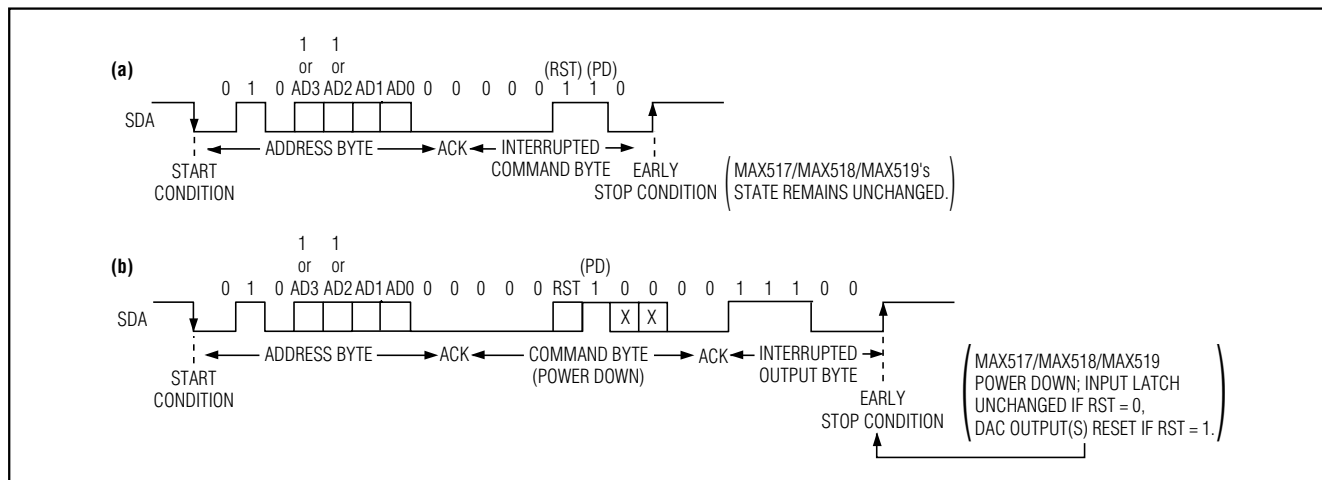 (a)
1 1
or or
0 1 0 AD3 AD2 AD1 AD0 0 0 0 0 0 1 1 0
(RST) (PD)
SDA
START
CONDITION
ADDRESS BYTE
ACK
INTERRUPTED
COMMAND BYTE
EARLY
STOP CONDITION
(MAX517/MAX518/MAX519's
STATE REMAINS UNCHANGED.)
(b)
1 1
or or
(PD)
0 1 0 AD3 AD2 AD1 AD0 0 0 0 0 0 RST 1 0 0 0 0 1 1 1 0 0
SDA
X X
START
CONDITION
ADDRESS BYTE
ACK
COMMAND BYTE
(POWER DOWN)
ACK
INTERRUPTED
OUTPUT BYTE
EARLY
STOP CONDITION
(MAX517/MAX518/MAX519
POWER DOWN; INPUT LATCH
UNCHANGED IF RST = 0,
DAC OUTPUT(S) RESET IF RST = 1.)